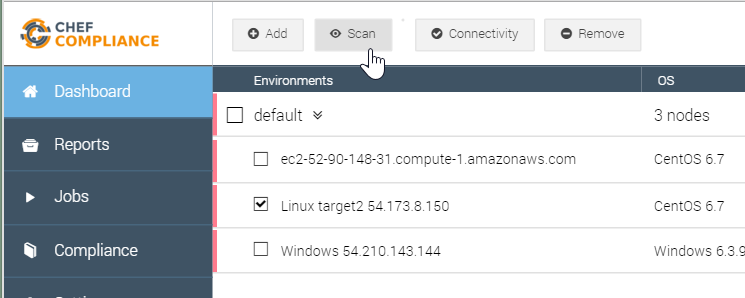 CHEF
COMPLIANCE
Add
Scan
Connectivity
Remove
Environments
OS
Dashboard
default
3 nodes
Reports
ec2-52-90-148-31.compute-1.amazonaws.com
CentOS 6.7
Jobs
Linux target2 54.173.8.150
CentOS 6.7
Compliance
Windows 54.210.143.144
Windows 6.3.9